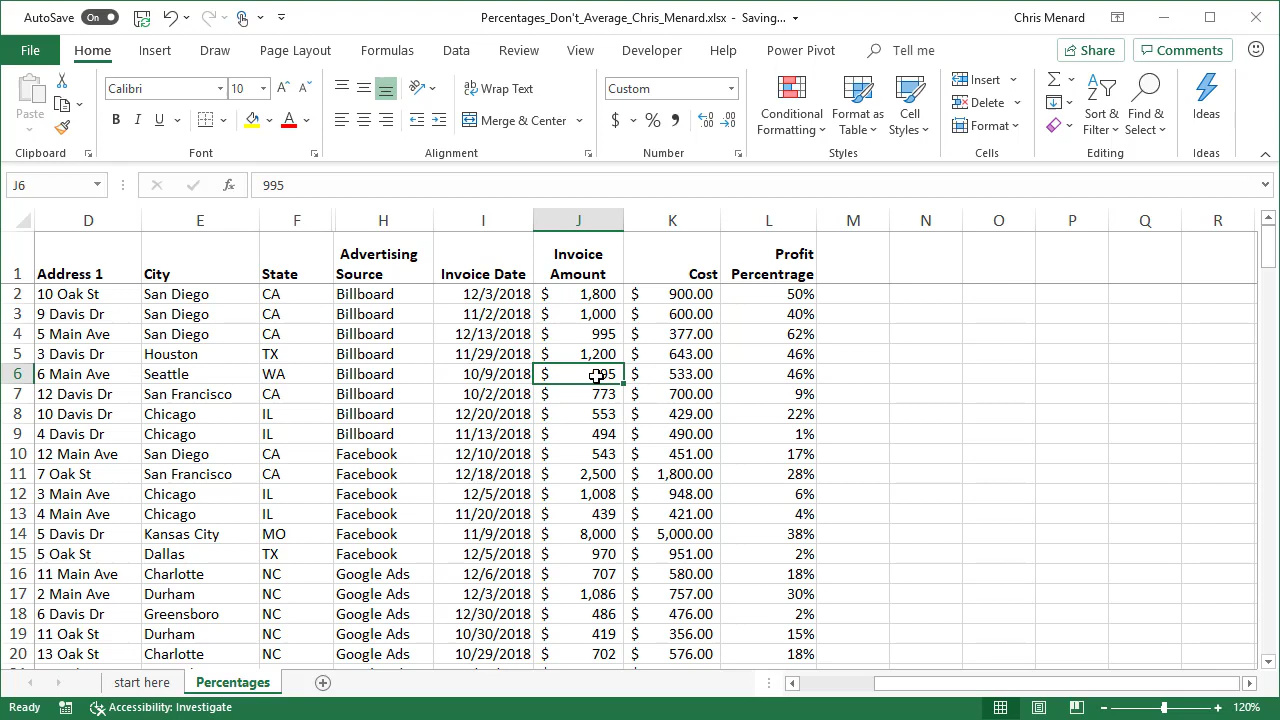 AutoSave On Percentages_Don't_Average_Chris_Menard.xlsx - Saving... Chris Menard
File Home Insert Draw Page Layout Formulas Data Review View Developer Help Power Pivot Tell me Share Comments
Paste Calibri 10 Wrap Text Custom Conditional Formatting Format as Table Cell Styles Insert Sort & Filter Find & Select Ideas
B I U Merge & Center $ % Delete
Format
Clipboard Font Alignment Number Styles Cells Editing Ideas
J6 fx 995
D E F H I J K L M N O P Q R
1 Address 1 City State Advertising Source Invoice Date Invoice Amount Cost Profit Percentrage
2 10 Oak St San Diego CA Billboard 12/3/2018 $ 1,800 $ 900.00 50%
3 9 Davis Dr San Diego CA Billboard 11/2/2018 $ 1,000 $ 600.00 40%
4 5 Main Ave San Diego CA Billboard 12/13/2018 $ 995 $ 377.00 62%
5 3 Davis Dr Houston TX Billboard 11/29/2018 $ 1,200 $ 643.00 46%
6 6 Main Ave Seattle WA Billboard 10/9/2018 $ 995 $ 533.00 46%
7 12 Davis Dr San Francisco CA Billboard 10/2/2018 $ 773 $ 700.00 9%
8 10 Davis Dr Chicago IL Billboard 12/20/2018 $ 553 $ 429.00 22%
9 4 Davis Dr Chicago IL Billboard 11/13/2018 $ 494 $ 490.00 1%
10 12 Main Ave San Diego CA Facebook 12/10/2018 $ 543 $ 451.00 17%
11 7 Oak St San Francisco CA Facebook 12/18/2018 $ 2,500 $ 1,800.00 28%
12 3 Main Ave Chicago IL Facebook 12/5/2018 $ 1,008 $ 948.00 6%
13 4 Main Ave Chicago IL Facebook 11/20/2018 $ 439 $ 421.00 4%
14 5 Davis Dr Kansas City MO Facebook 11/9/2018 $ 8,000 $ 5,000.00 38%
15 5 Oak St Dallas TX Facebook 12/5/2018 $ 970 $ 951.00 2%
16 11 Main Ave Charlotte NC Google Ads 12/6/2018 $ 707 $ 580.00 18%
17 2 Main Ave Durham NC Google Ads 12/3/2018 $ 1,086 $ 757.00 30%
18 6 Davis Dr Greensboro NC Google Ads 12/30/2018 $ 486 $ 476.00 2%
19 11 Oak St Durham NC Google Ads 10/30/2018 $ 419 $ 356.00 15%
20 13 Oak St Charlotte NC Google Ads 10/29/2018 $ 702 $ 576.00 18%
start here Percentages
Ready Accessibility: Investigate 120%